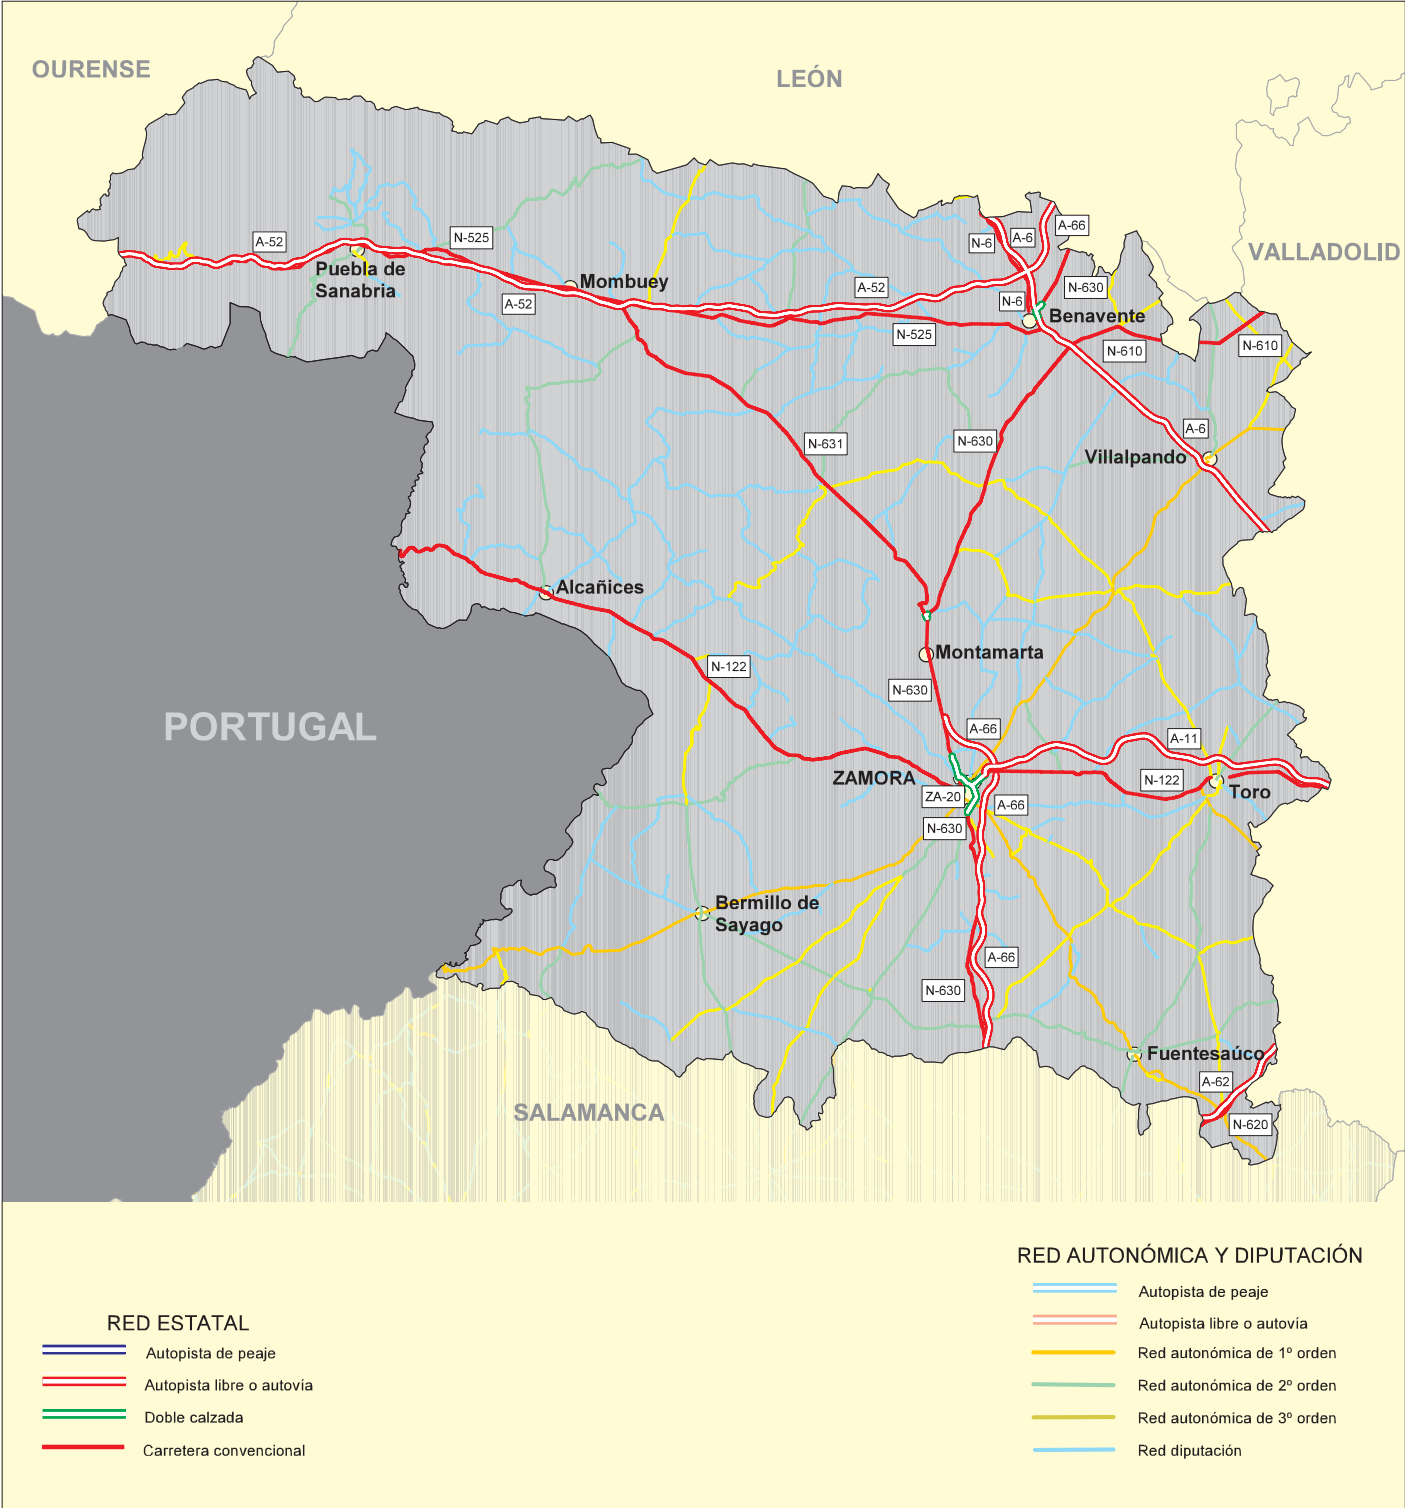 OURENSE
LEÓN
VALLADOLID
A-66
N-6
A-6
A-52
N-525
Puebla de
Sanabria
Mombuey
A-52
A-52
N-6
N-630
Benavente
N-525
N-610
N-610
N-631
N-630
A-6
Villalpando
Alcañices
N-122
Montamarta
N-630
PORTUGAL
A-66
A-11
ZAMORA
N-122
Toro
ZA-20
A-66
N-630
Bermillo de
Sayago
A-66
N-630
Fuentesaúco
A-62
N-620
SALAMANCA
RED ESTATAL
Autopista de peaje
Autopista libre o autovía
Doble calzada
Carretera convencional
RED AUTONÓMICA Y DIPUTACIÓN
Autopista de peaje
Autopista libre o autovía
Red autonómica de 1º orden
Red autonómica de 2º orden
Red autonómica de 3º orden
Red diputación